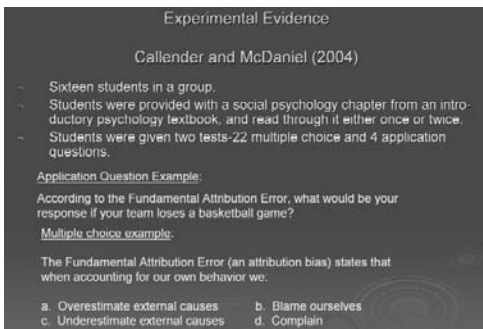 Experimental Evidence
Callender and McDaniel (2004)
Sixteen students in a group.
Students were provided with a social psychology chapter from an intro-
ductory psychology textbook, and read through it either once or twice.
Students were given two tests-22 multiple choice and 4 application
questions.
Application Question Example:
According to the Fundamental Attribution Error, what would be your
response if your team loses a basketball game?
Multiple choice example.
The Fundamental Attribution Error (an attribution bias) states that
when accounting for our own behavior we:
a. Overestimate external causes b. Blame ourselves
c. Underestimate external causes d. Complain